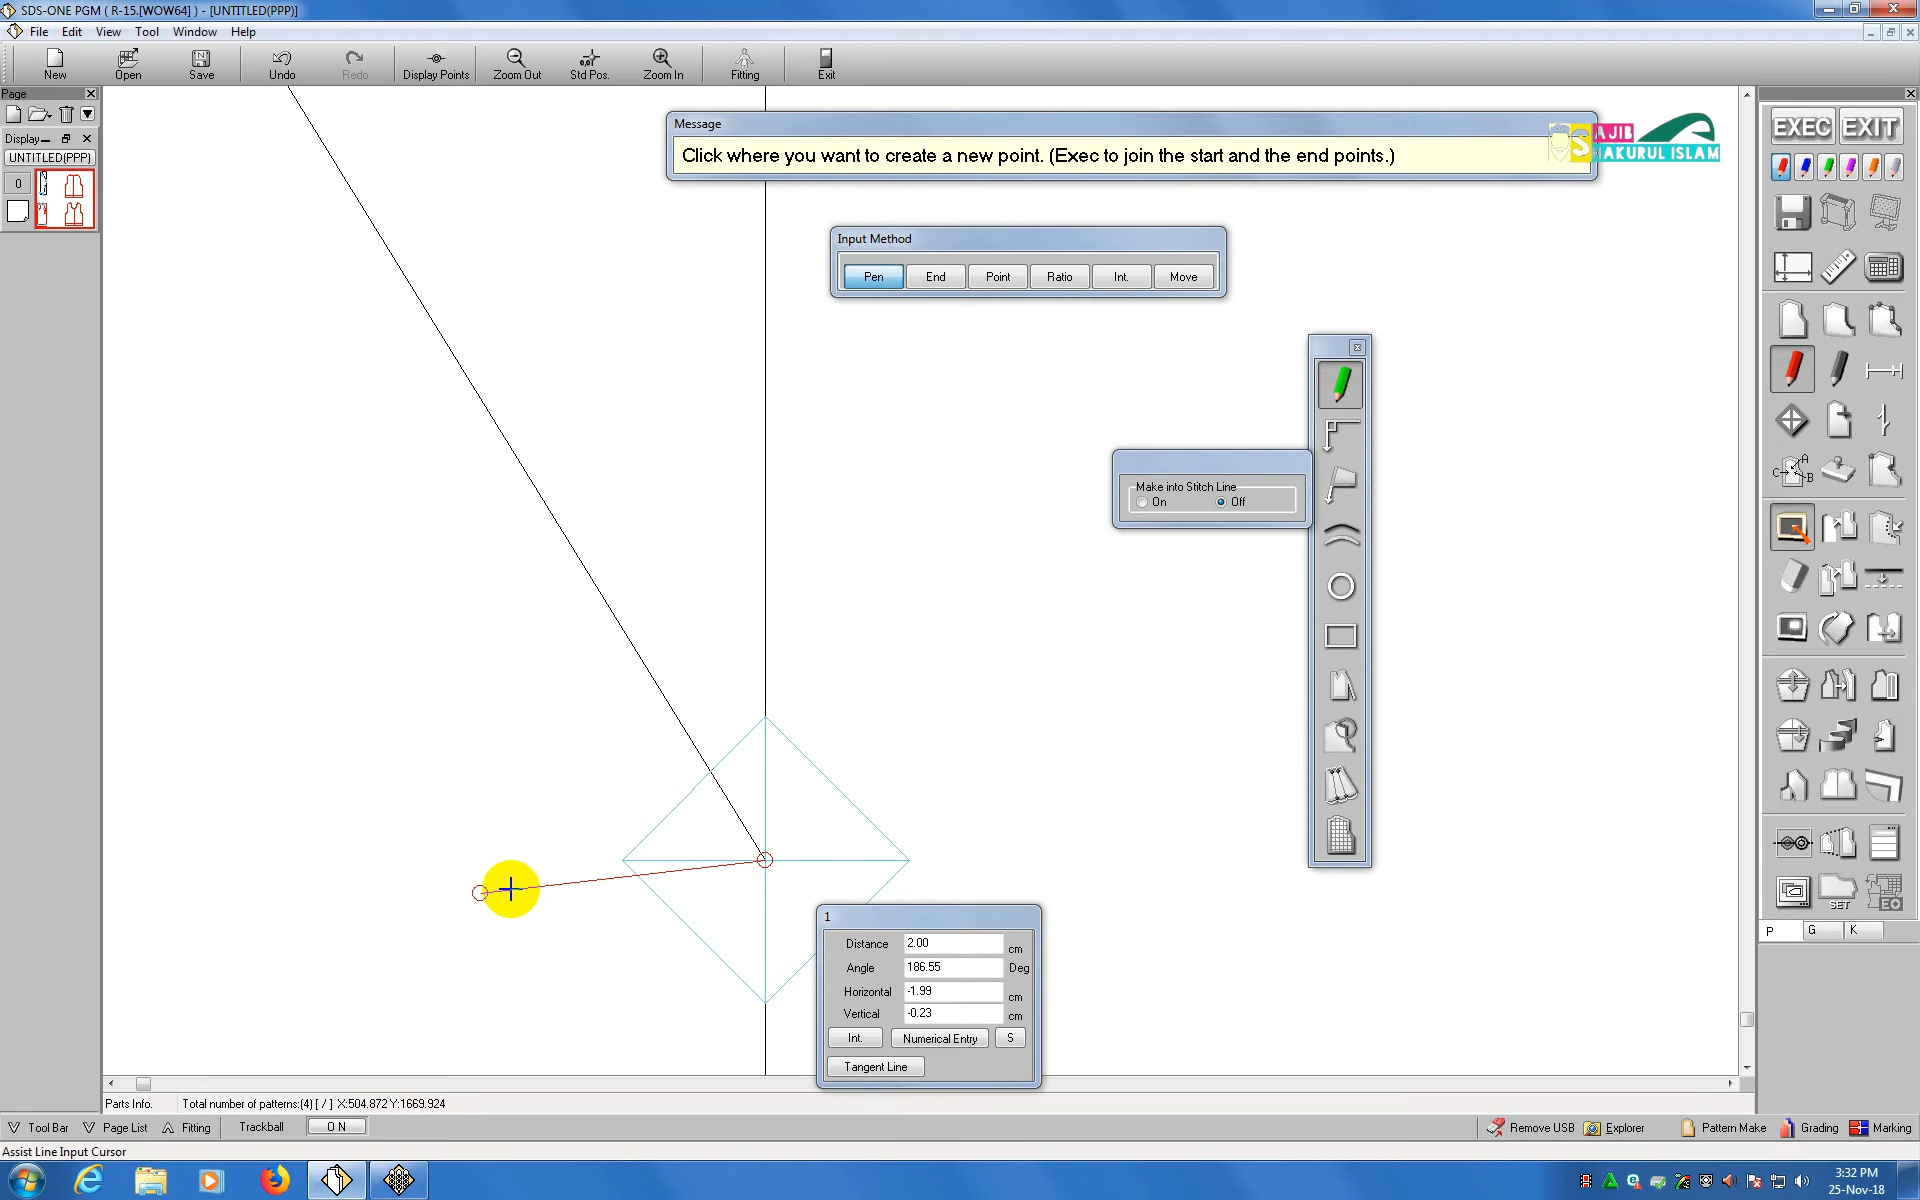 SDS-ONE PGM ( R-15.[WOW64] ) - [UNTITLED(PPP)]
File Edit View Tool Window Help
New Open Save Undo Redo Display Points Zoom Out Std Pos. Zoom In Fitting Exit
Page
Display
UNTITLED(PPP)
0
Message
Click where you want to create a new point. (Exec to join the start and the end points.)
S AJIB
HAKURUL ISLAM
EXEC EXIT
Input Method
Pen End Point Ratio Int. Move
Make into Stitch Line
On Off
A
C B
SET EO
P G K
1
Distance 2.00 cm
Angle 186.55 Deg
Horizontal -1.99 cm
Vertical -0.23 cm
Int. Numerical Entry S
Tangent Line
Parts Info. Total number of patterns:(4) [ / ] X:504.872 Y:1669.924
Tool Bar Page List Fitting Trackball O N Remove USB Explorer Pattern Make Grading Marking
Assist Line Input Cursor
3:32 PM
25-Nov-18